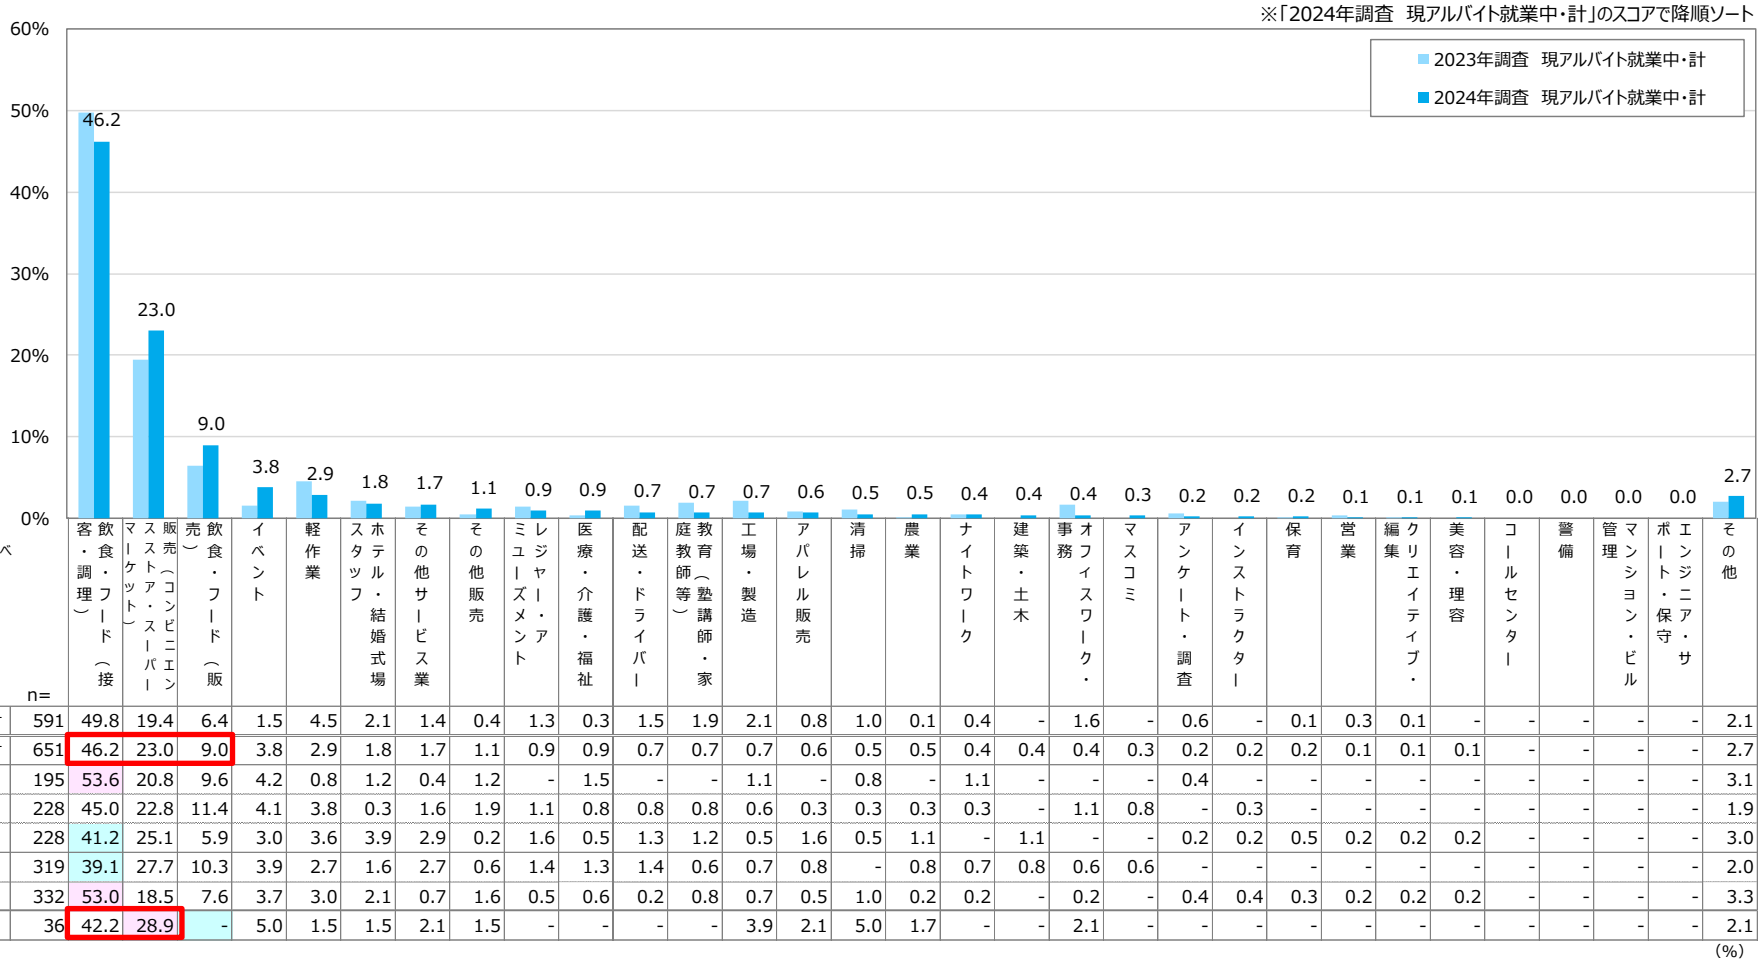 ※「2024年調査 現アルバイト就業中・計」のスコアで降順ソート
2023年調査 現アルバイト就業中・計
2024年調査 現アルバイト就業中・計
60%
50%
40%
30%
20%
10%
0%
46.2 23.0 9.0 3.8 2.9 1.8 1.7 1.1 0.9 0.9 0.7 0.7 0.7 0.6 0.5 0.5 0.4 0.4 0.4 0.3 0.2 0.2 0.2 0.1 0.1 0.1 0.0 0.0 0.0 0.0 2.7
べ
飲食・フード（接客・調理）
販売（コンビニエンスストア・スーパーマーケット）
飲食・フード（販売）
イベント
軽作業
ホテル・結婚式場スタッフ
その他サービス業
その他販売
レジャー・アミューズメント
医療・介護・福祉
配送・ドライバー
教育（塾講師・家庭教師等）
工場・製造
アパレル販売
清掃
農業
ナイトワーク
建築・土木
オフィスワーク・事務
マスコミ
アンケート・調査
インストラクター
保育
営業
クリエイティブ・編集
美容・理容
コールセンター
警備
マンション・ビル管理
エンジニア・サポート・保守
その他
n=
591 49.8 19.4 6.4 1.5 4.5 2.1 1.4 0.4 1.3 0.3 1.5 1.9 2.1 0.8 1.0 0.1 0.4 - 1.6 - 0.6 - 0.1 0.3 0.1 - - - - - 2.1
651 46.2 23.0 9.0 3.8 2.9 1.8 1.7 1.1 0.9 0.9 0.7 0.7 0.7 0.6 0.5 0.5 0.4 0.4 0.4 0.3 0.2 0.2 0.2 0.1 0.1 0.1 - - - - 2.7
195 53.6 20.8 9.6 4.2 0.8 1.2 0.4 1.2 - 1.5 - - 1.1 - 0.8 - 1.1 - - - 0.4 - - - - - - - - - 3.1
228 45.0 22.8 11.4 4.1 3.8 0.3 1.6 1.9 1.1 0.8 0.8 0.8 0.6 0.3 0.3 0.3 0.3 - 1.1 0.8 - 0.3 - - - - - - - - 1.9
228 41.2 25.1 5.9 3.0 3.6 3.9 2.9 0.2 1.6 0.5 1.3 1.2 0.5 1.6 0.5 1.1 - 1.1 - - 0.2 0.2 0.5 0.2 0.2 0.2 - - - - 3.0
319 39.1 27.7 10.3 3.9 2.7 1.6 2.7 0.6 1.4 1.3 1.4 0.6 0.7 0.8 - 0.8 0.7 0.8 0.6 0.6 - - - - - - - - - - 2.0
332 53.0 18.5 7.6 3.7 3.0 2.1 0.7 1.6 0.5 0.6 0.2 0.8 0.7 0.5 1.0 0.2 0.2 - 0.2 - 0.4 0.4 0.3 0.2 0.2 0.2 - - - - 3.3
36 42.2 28.9 - 5.0 1.5 1.5 2.1 1.5 - - - - 3.9 2.1 5.0 1.7 - - 2.1 - - - - - - - - - - - 2.1
(%)